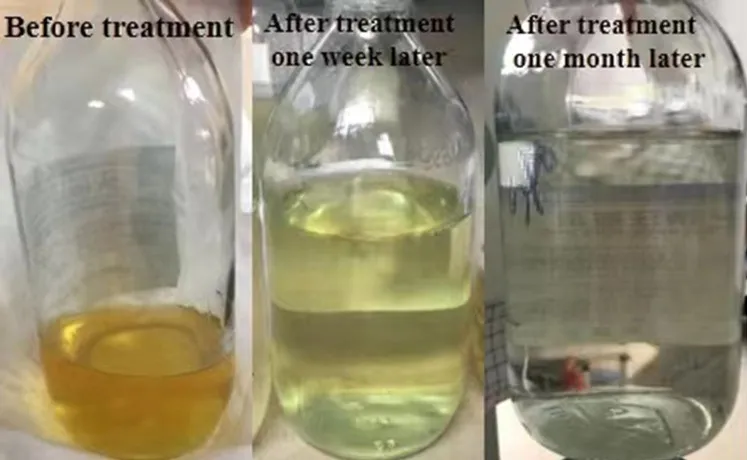 Before treatment
After treatment
one week later
After treatment
one month later